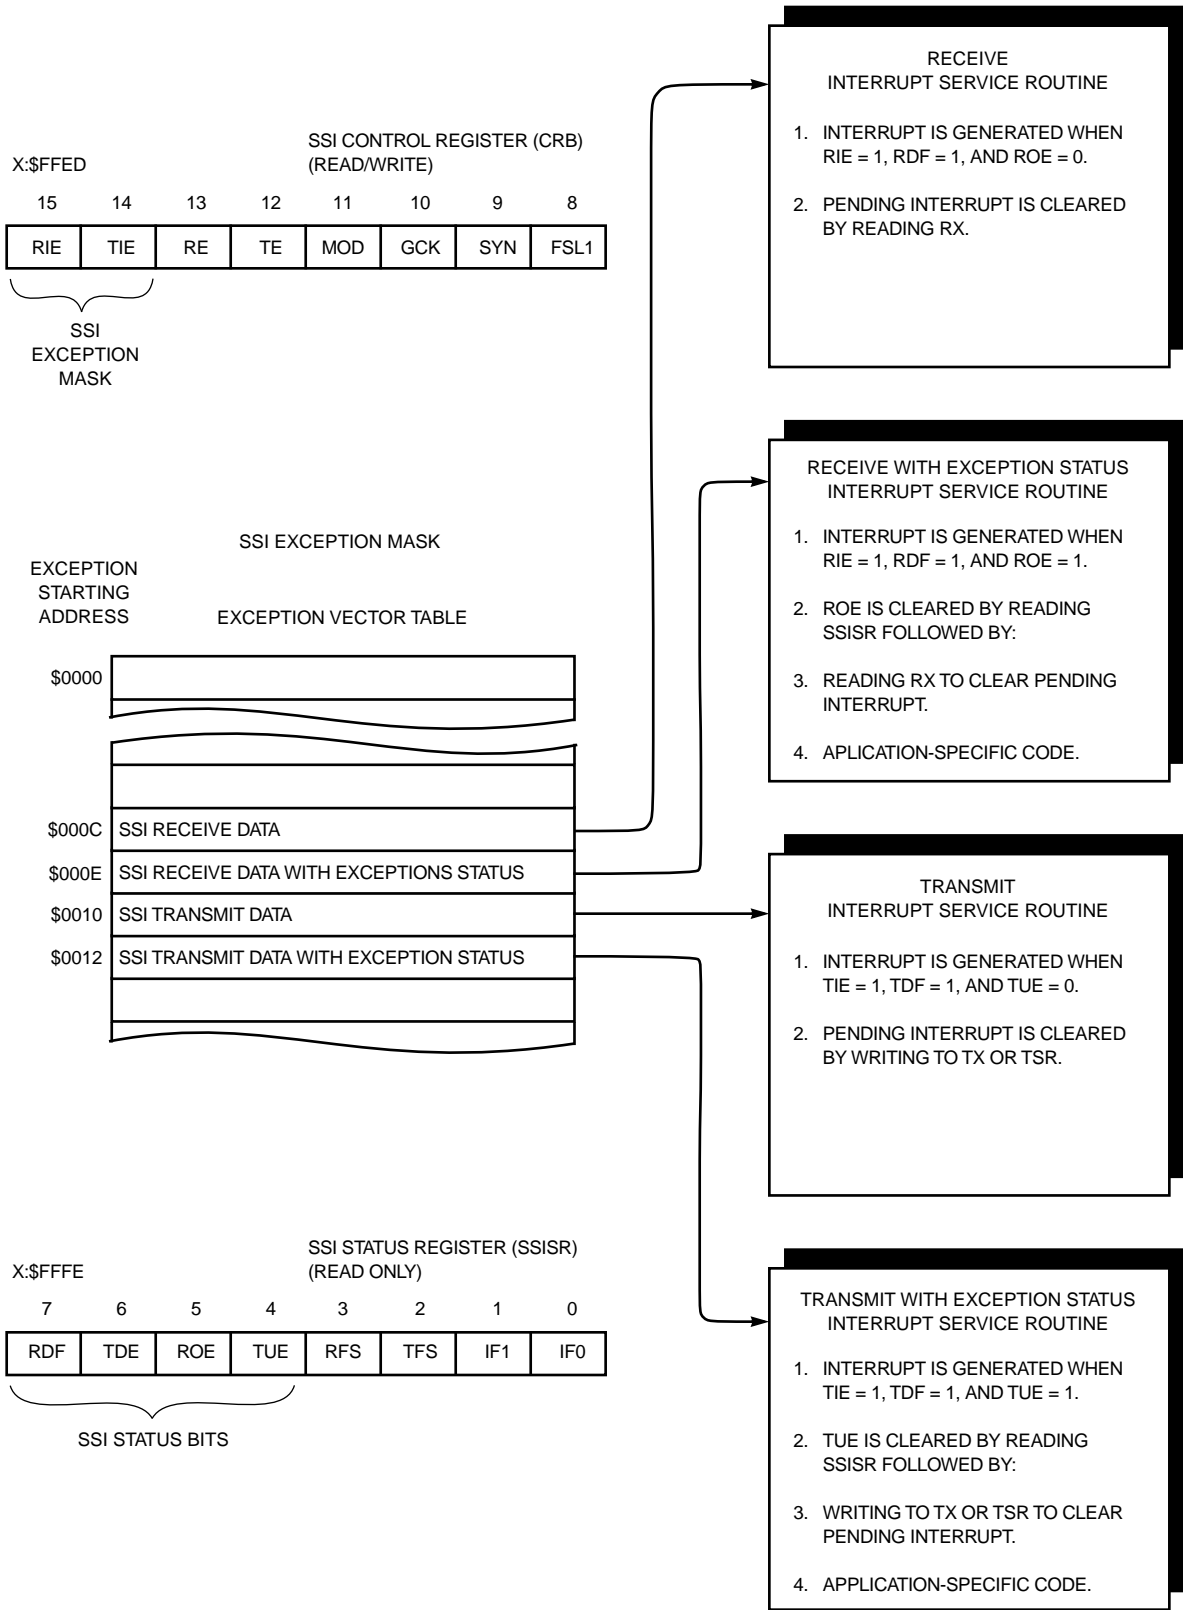 SSI CONTROL REGISTER (CRB)
X:$FFED (READ/WRITE)
15 14 13 12 11 10 9 8
RIE TIE RE TE MOD GCK SYN FSL1
SSI
EXCEPTION
MASK
SSI EXCEPTION MASK
EXCEPTION
STARTING
ADDRESS
EXCEPTION VECTOR TABLE
$0000
$000C SSI RECEIVE DATA
$000E SSI RECEIVE DATA WITH EXCEPTIONS STATUS
$0010 SSI TRANSMIT DATA
$0012 SSI TRANSMIT DATA WITH EXCEPTION STATUS
SSI STATUS REGISTER (SSISR)
X:$FFFE (READ ONLY)
7 6 5 4 3 2 1 0
RDF TDE ROE TUE RFS TFS IF1 IF0
SSI STATUS BITS
RECEIVE
INTERRUPT SERVICE ROUTINE
1. INTERRUPT IS GENERATED WHEN
RIE = 1, RDF = 1, AND ROE = 0.
2. PENDING INTERRUPT IS CLEARED
BY READING RX.
RECEIVE WITH EXCEPTION STATUS
INTERRUPT SERVICE ROUTINE
1. INTERRUPT IS GENERATED WHEN
RIE = 1, RDF = 1, AND ROE = 1.
2. ROE IS CLEARED BY READING
SSISR FOLLOWED BY:
3. READING RX TO CLEAR PENDING
INTERRUPT.
4. APLICATION-SPECIFIC CODE.
TRANSMIT
INTERRUPT SERVICE ROUTINE
1. INTERRUPT IS GENERATED WHEN
TIE = 1, TDF = 1, AND TUE = 0.
2. PENDING INTERRUPT IS CLEARED
BY WRITING TO TX OR TSR.
TRANSMIT WITH EXCEPTION STATUS
INTERRUPT SERVICE ROUTINE
1. INTERRUPT IS GENERATED WHEN
TIE = 1, TDF = 1, AND TUE = 1.
2. TUE IS CLEARED BY READING
SSISR FOLLOWED BY:
3. WRITING TO TX OR TSR TO CLEAR
PENDING INTERRUPT.
4. APPLICATION-SPECIFIC CODE.